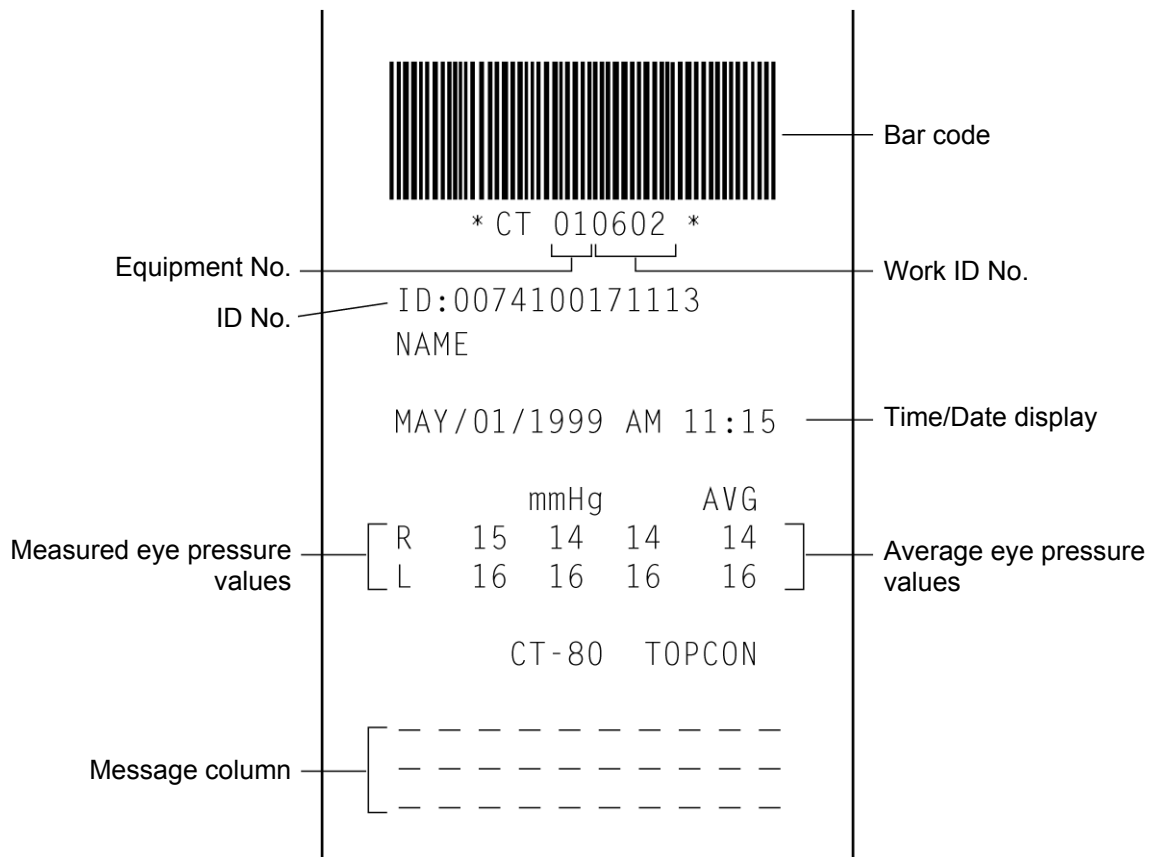 Bar code
* CT 010602 *
Equipment No.
Work ID No.
ID No.
ID:0074100171113
NAME
MAY/01/1999 AM 11:15
Time/Date display
mmHg AVG
Measured eye pressure
values
R 15 14 14 14
L 16 16 16 16
Average eye pressure
values
CT-80 TOPCON
Message column
— — — — — — — — — —
— — — — — — — — — —
— — — — — — — — — —